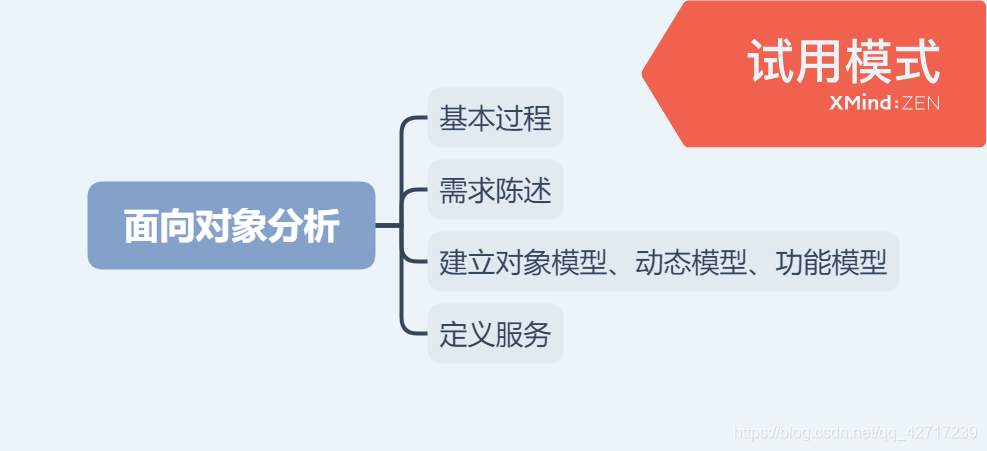 试用模式
XMind:ZEN
基本过程
需求陈述
面向对象分析
建立对象模型、动态模型、功能模型
定义服务
https://blog.csdn.net/qq_42717239